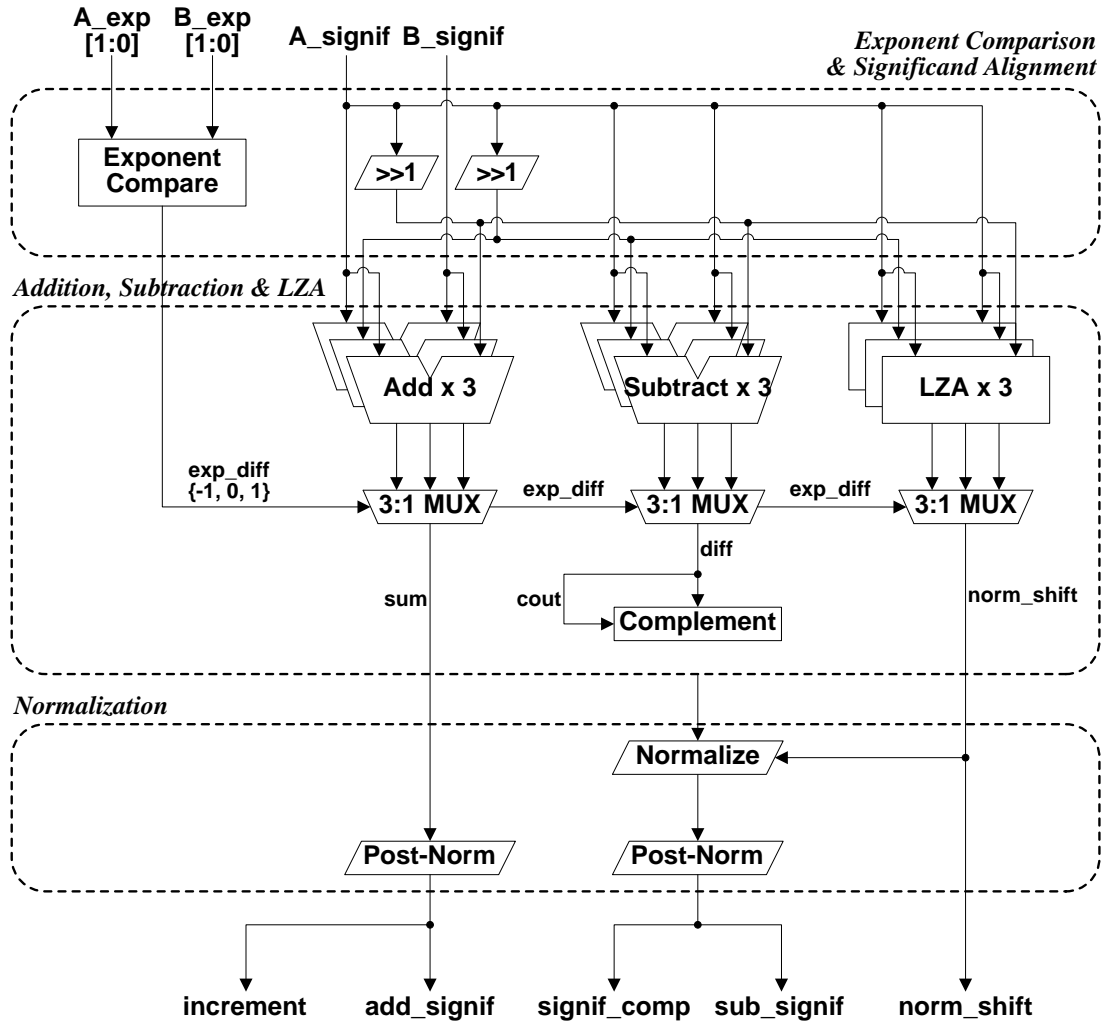 A_exp
[1:0]
B_exp
[1:0]
A_signif
B_signif
Exponent Comparison
& Significand Alignment
Exponent
Compare
>>1
>>1
Addition, Subtraction & LZA
Add x 3
Subtract x 3
LZA x 3
exp_diff
{-1, 0, 1}
3:1 MUX
exp_diff
3:1 MUX
exp_diff
3:1 MUX
diff
sum
cout
norm_shift
Complement
Normalization
Normalize
Post-Norm
Post-Norm
increment
add_signif
signif_comp
sub_signif
norm_shift